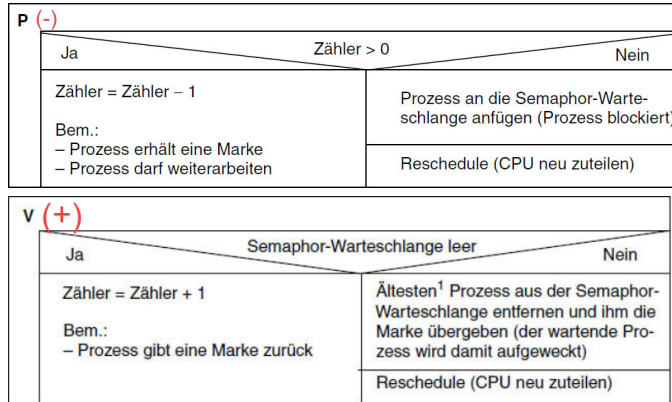 P (-)
Zähler > 0
Ja
Nein
Zähler = Zähler – 1
Bem.:
– Prozess erhält eine Marke
– Prozess darf weiterarbeiten
Prozess an die Semaphor-Warte-
schlange anfügen (Prozess blockiert)
Reschedule (CPU neu zuteilen)
V (+)
Semaphor-Warteschlange leer
Ja
Nein
Zähler = Zähler + 1
Bem.:
– Prozess gibt eine Marke zurück
Ältesten¹ Prozess aus der Semaphor-
Warteschlange entfernen und ihm die
Marke übergeben (der wartende Pro-
zess wird damit aufgeweckt)
Reschedule (CPU neu zuteilen)